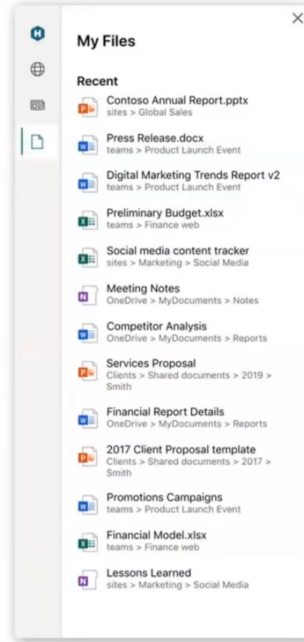 My Files
Recent
Contoso Annual Report.pptx
sites > Global Sales
Press Release.docx
teams > Product Launch Event
Digital Marketing Trends Report v2
teams > Product Launch Event
Preliminary Budget.xlsx
teams > Finance web
Social media content tracker
sites > Marketing > Social Media
Meeting Notes
OneDrive > MyDocuments > Notes
Competitor Analysis
OneDrive > MyDocuments > Reports
Services Proposal
Clients > Shared documents > 2019 >
Smith
Financial Report Details
OneDrive > MyDocuments > Reports
2017 Client Proposal template
Clients > Shared documents > 2017 >
Smith
Promotions Campaigns
teams > Product Launch Event
Financial Model.xlsx
teams > Finance web
Lessons Learned
sites > Marketing > Social Media